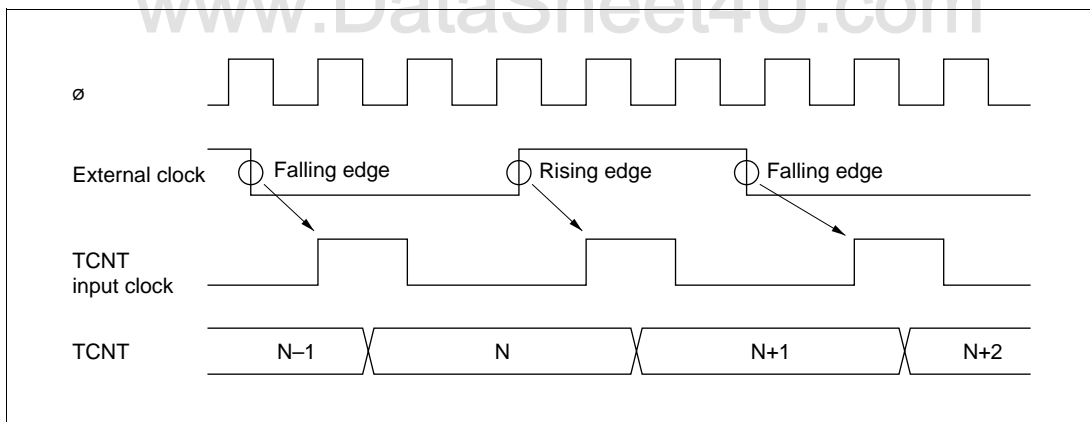 www.DataSheet4U.com
ø
External clock
Falling edge
Rising edge
Falling edge
TCNT
input clock
TCNT
N–1
N
N+1
N+2